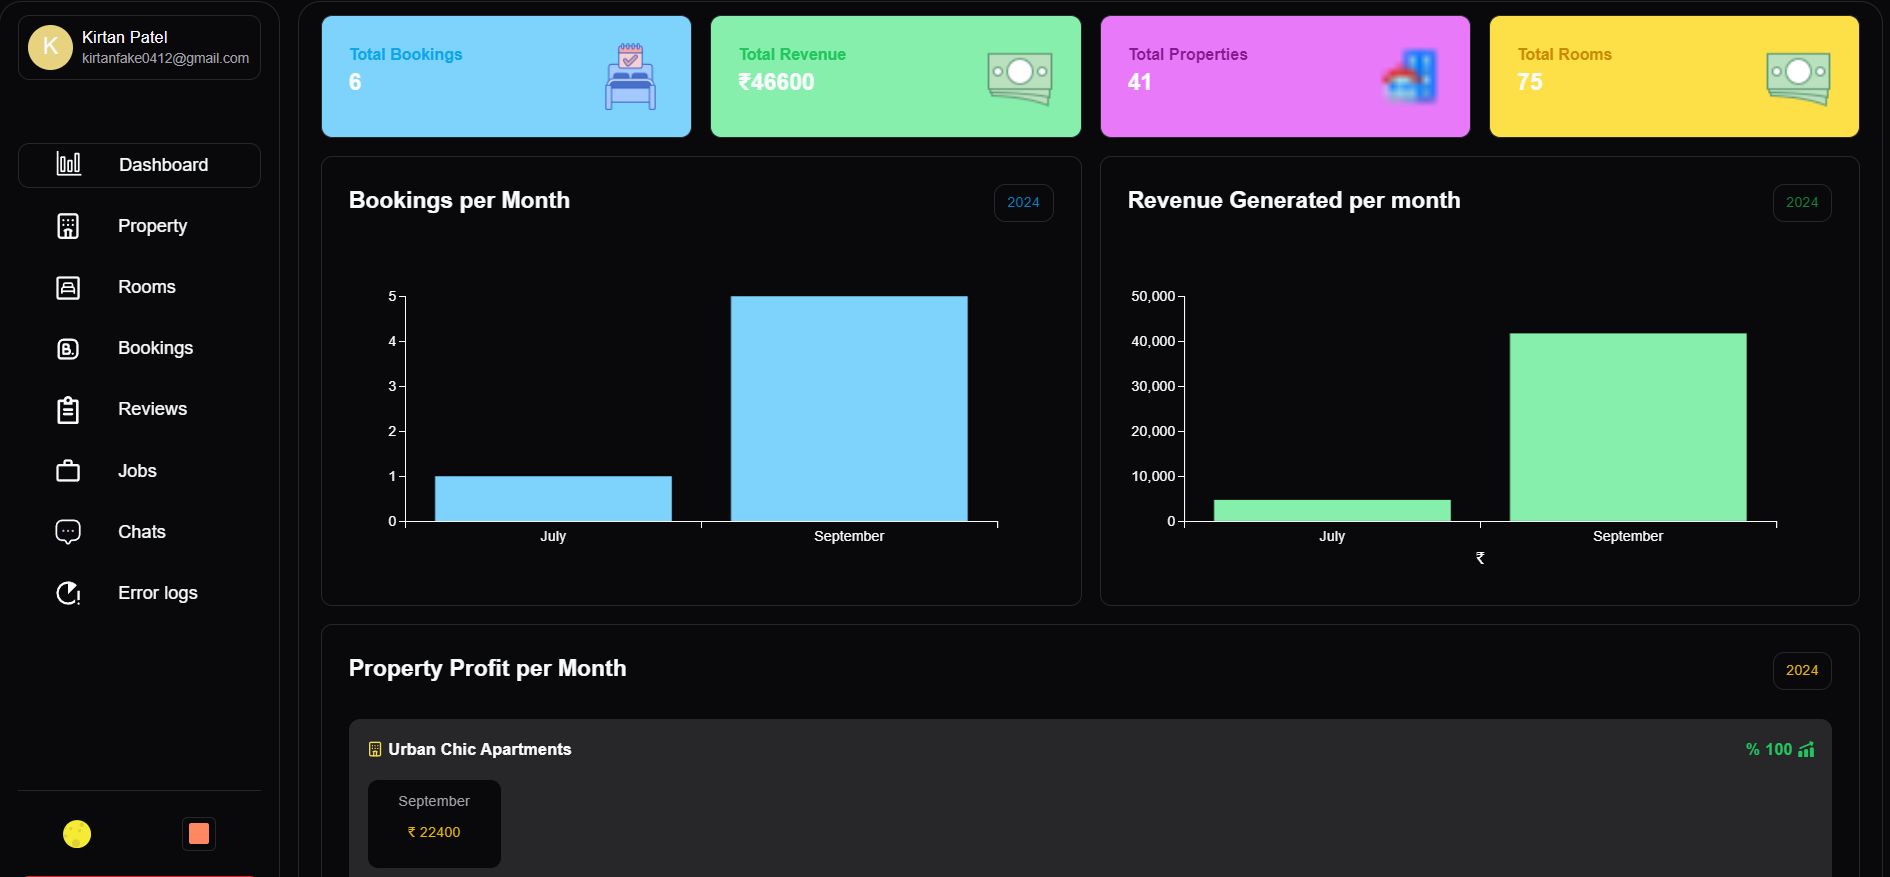 K
Kirtan Patel
kirtanfake0412@gmail.com
Dashboard
Property
Rooms
B.
Bookings
Reviews
Jobs
Chats
Error logs
Total Bookings
6
Total Revenue
₹46600
Total Properties
41
Total Rooms
75
Bookings per Month
2024
5
4
3
2
1
0
July
September
Revenue Generated per month
2024
50,000
40,000
30,000
20,000
10,000
0
July
September
₹
Property Profit per Month
2024
Urban Chic Apartments
% 100
September
₹ 22400